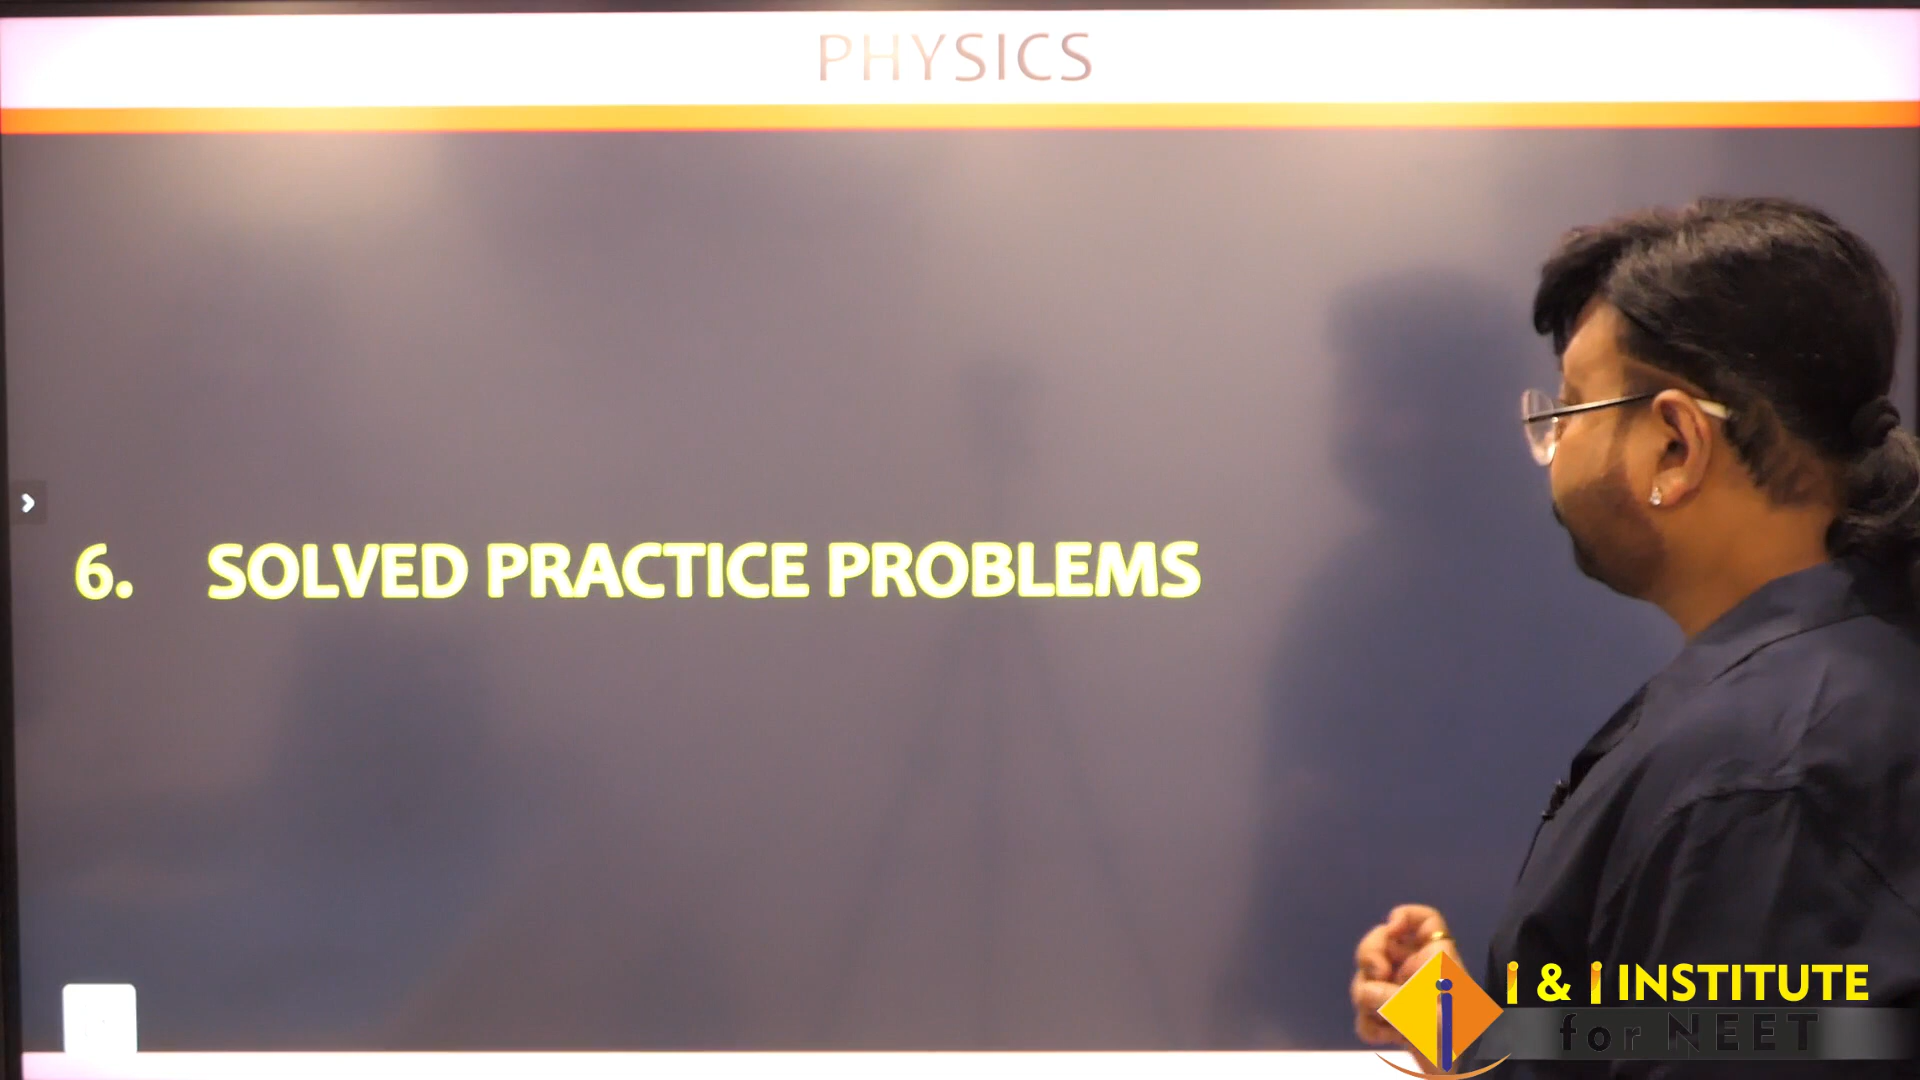 PHYSICS
6. SOLVED PRACTICE PROBLEMS
i & i INSTITUTE
for NEET